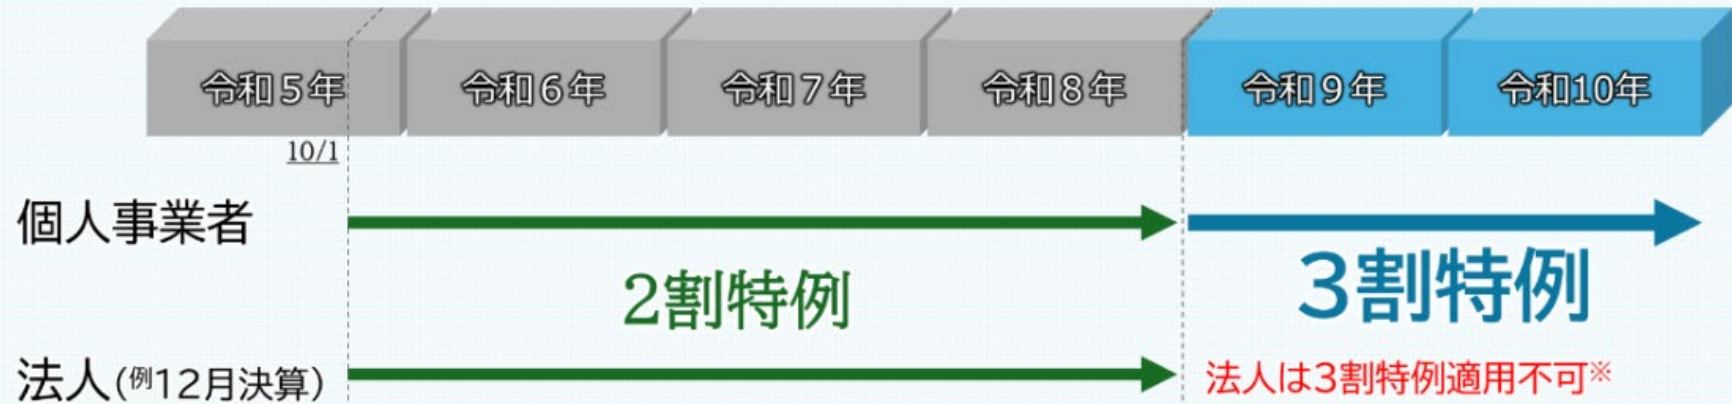 令和5年 令和6年 令和7年 令和8年 令和9年 令和10年
10/1
個人事業者
2割特例
3割特例
法人(例12月決算)
法人は3割特例適用不可※